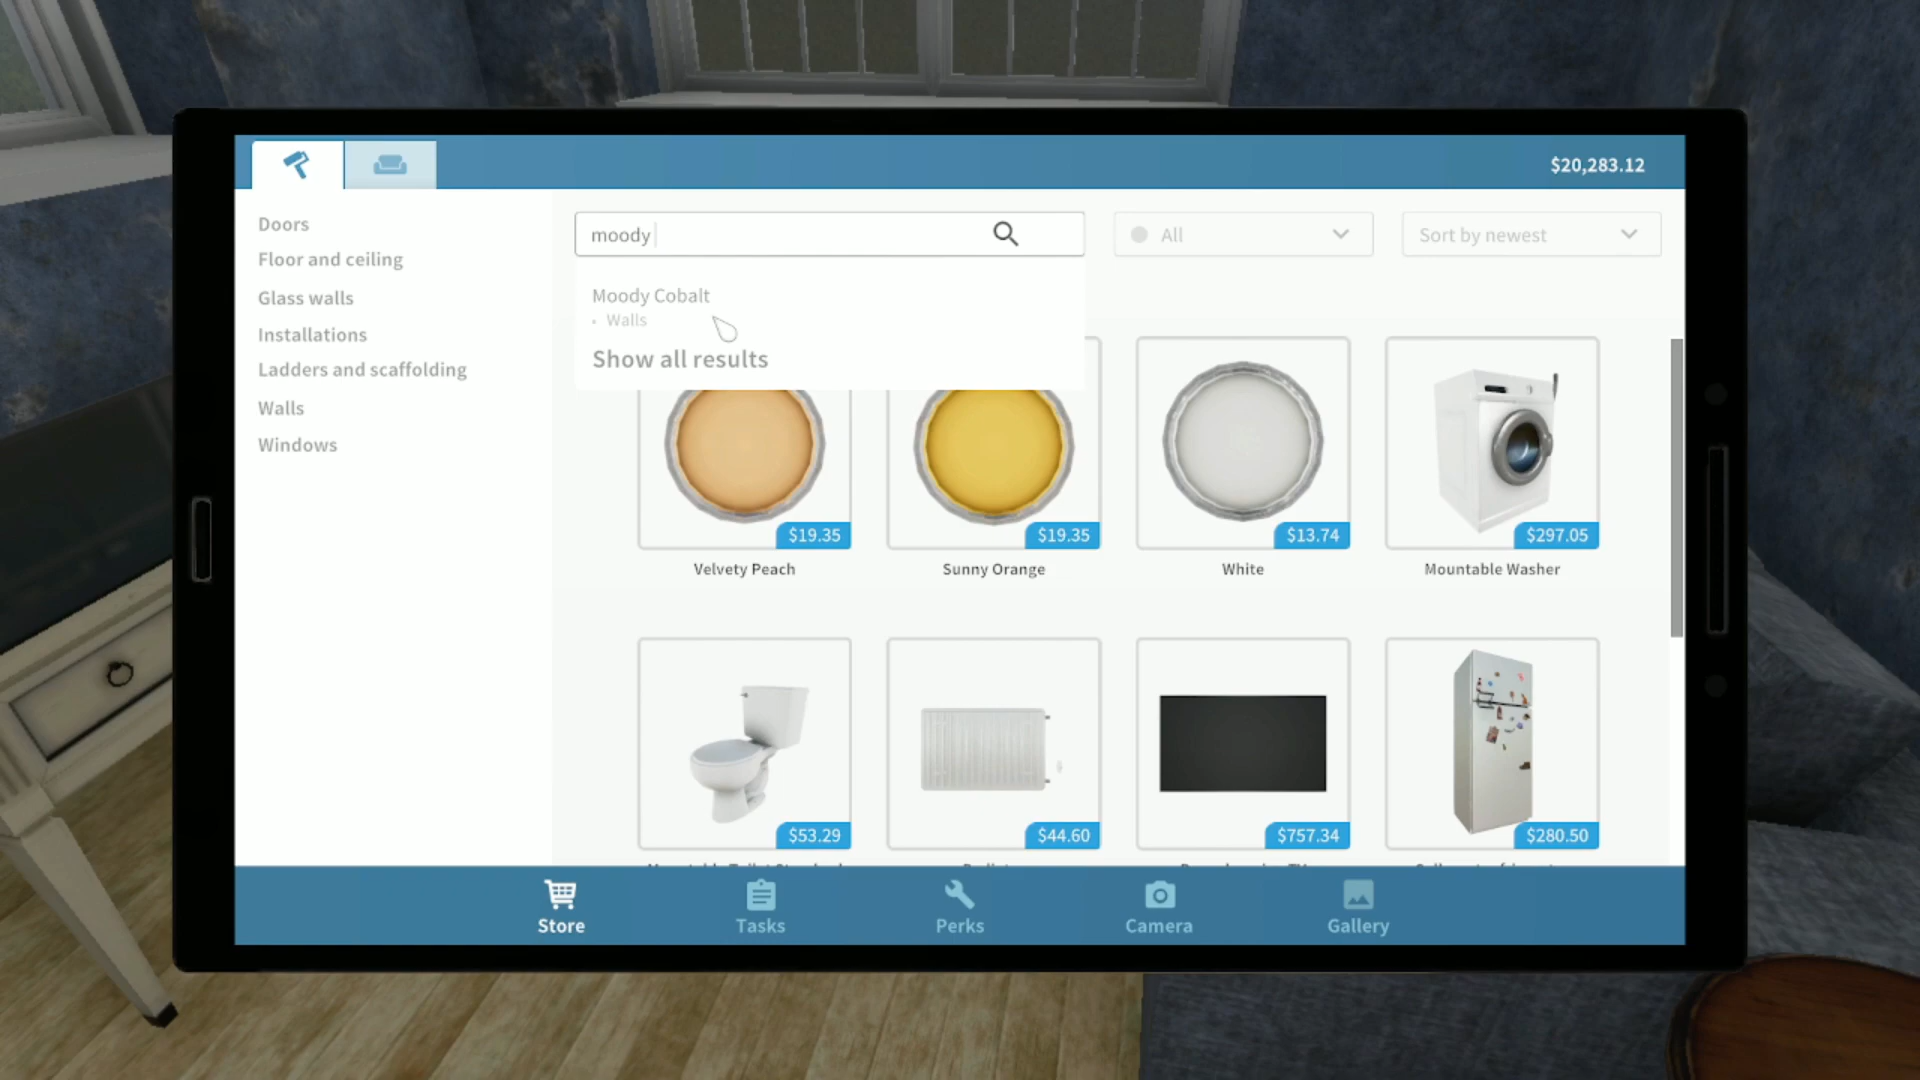 $20,283.12
Doors
Floor and ceiling
Glass walls
Installations
Ladders and scaffolding
Walls
Windows
moody
All
Sort by newest
Moody Cobalt
• Walls
Show all results
$19.35
$19.35
$13.74
$297.05
Velvety Peach
Sunny Orange
White
Mountable Washer
$53.29
$44.60
$757.34
$280.50
Store
Tasks
Perks
Camera
Gallery